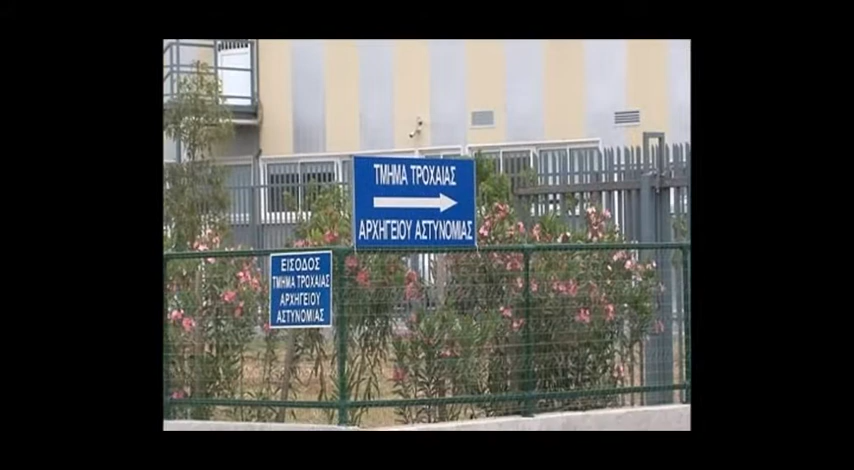 ΤΜΗΜΑ ΤΡΟΧΑΙΑΣ
ΑΡΧΗΓΕΙΟΥ ΑΣΤΥΝΟΜΙΑΣ
ΕΙΣΟΔΟΣ
ΤΜΗΜΑ ΤΡΟΧΑΙΑΣ
ΑΡΧΗΓΕΙΟΥ
ΑΣΤΥΝΟΜΙΑΣ